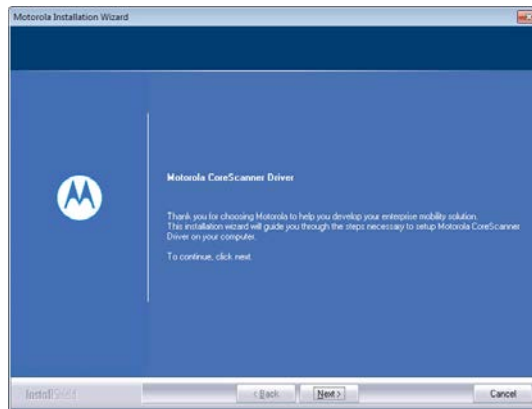 Motorola Installation Wizard
Motorola CoreScanner Driver
Thank you for choosing Motorola to help you develop your enterprise mobility solution.
This installation wizard will guide you through the steps necessary to setup Motorola CoreScanner
Driver on your computer.
To continue, click next.
InstallShield
< Back
Next >
Cancel